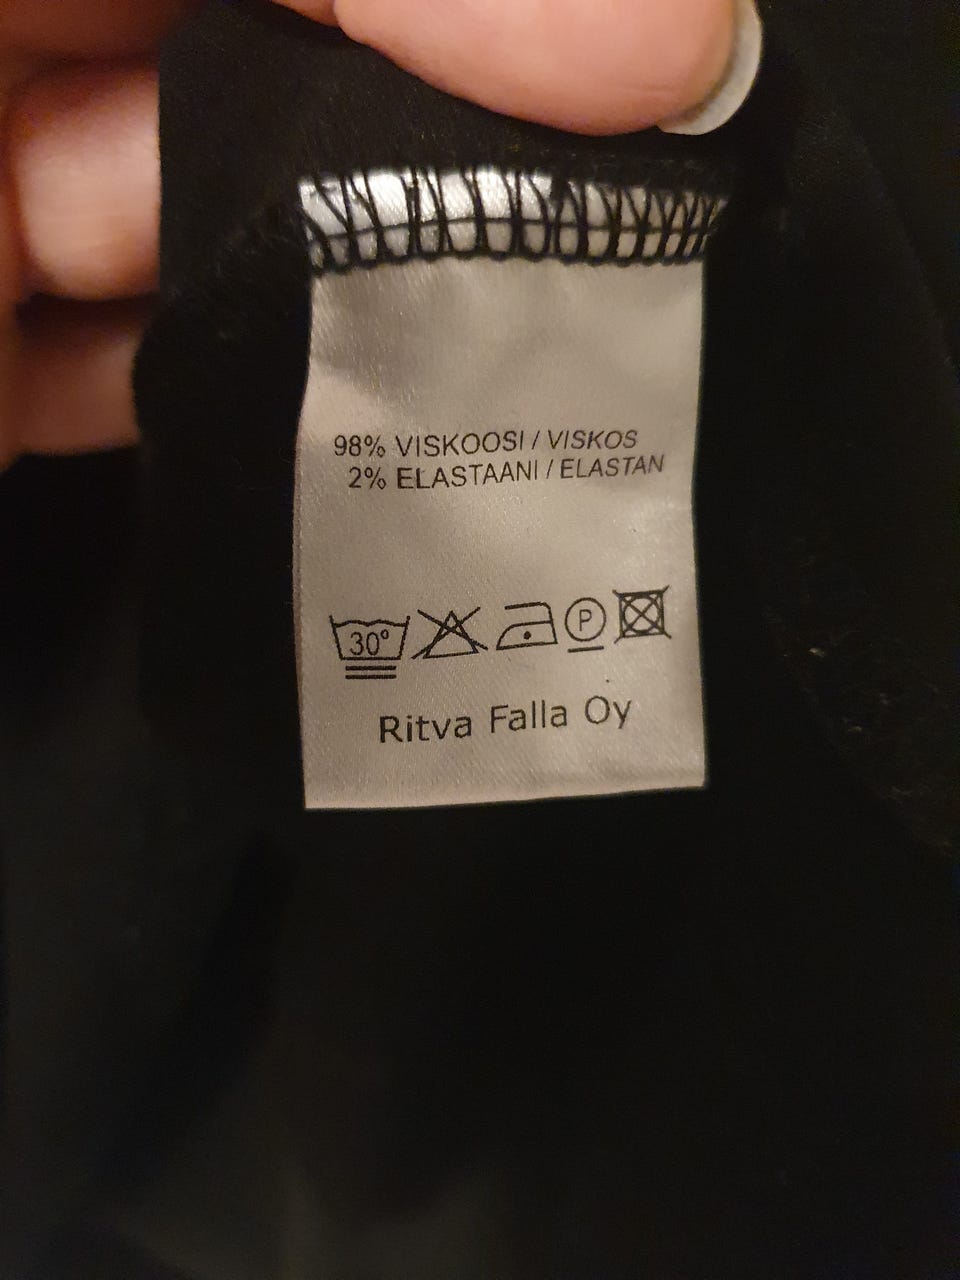 98% VISKOOSI / VISKOS
2% ELASTAANI / ELASTAN
30° P
Ritva Falla Oy